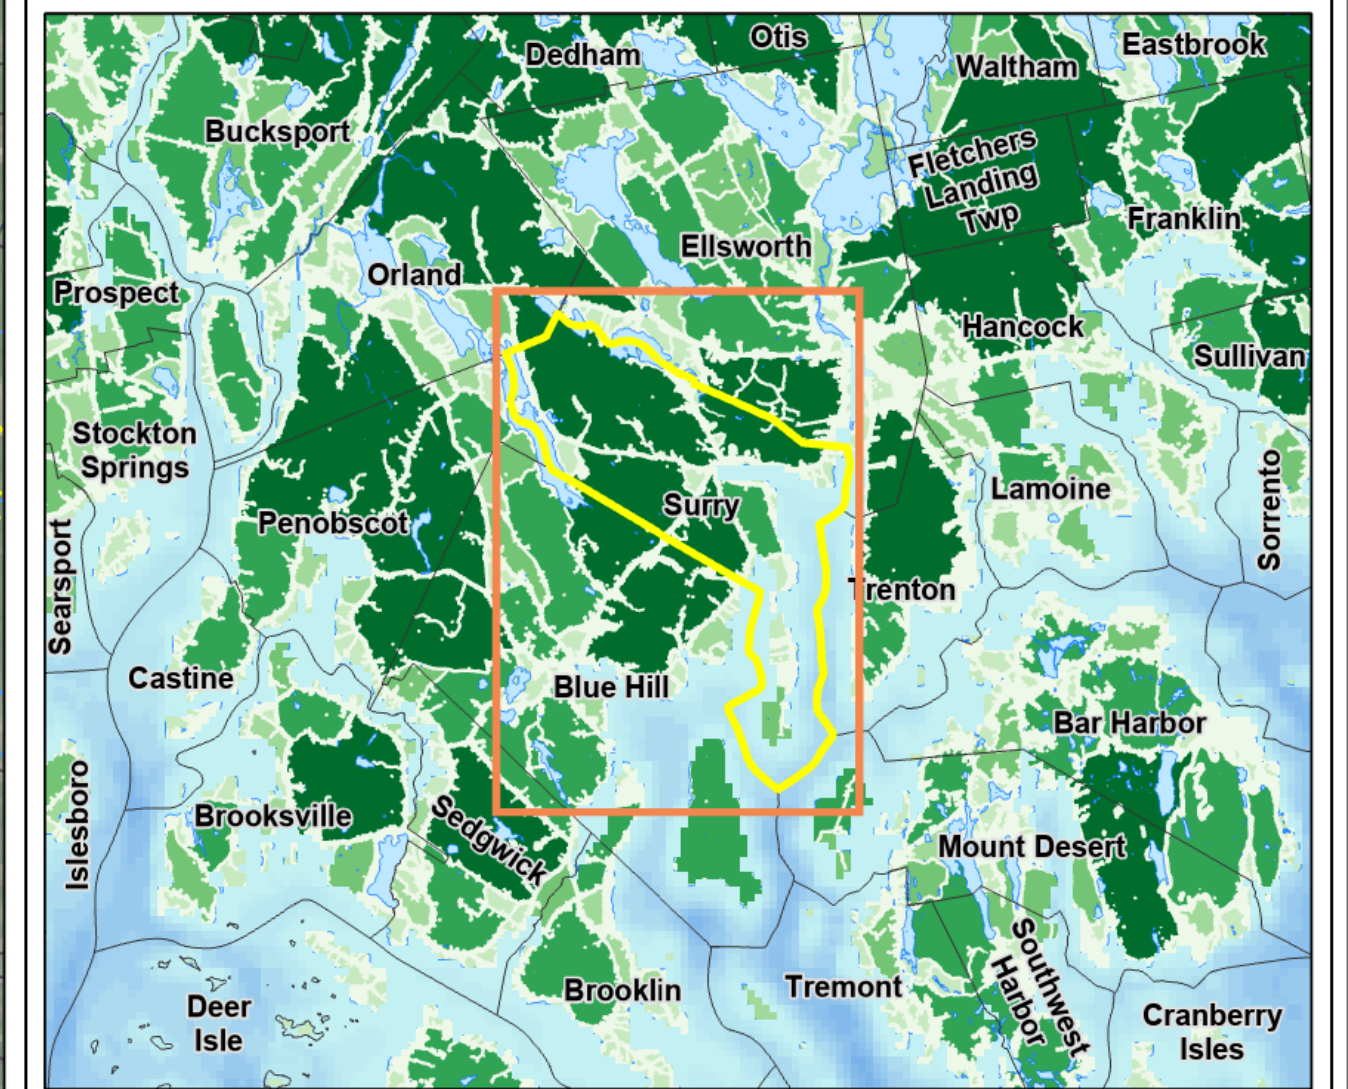 Otis
Eastbrook
Dedham
Waltham
Bucksport
Fletchers
Landing
Twp
Franklin
Ellsworth
Orland
Prospect
Hancock
Sullivan
Stockton
Springs
Surry
Lamoine
Sorrento
Penobscot
Searsport
Trenton
Castine
Blue Hill
Bar Harbor
Islesboro
Brooksville
Sedgwick
Mount Desert
Southwest
Harbor
Brooklin
Tremont
Deer
Isle
Cranberry
Isles